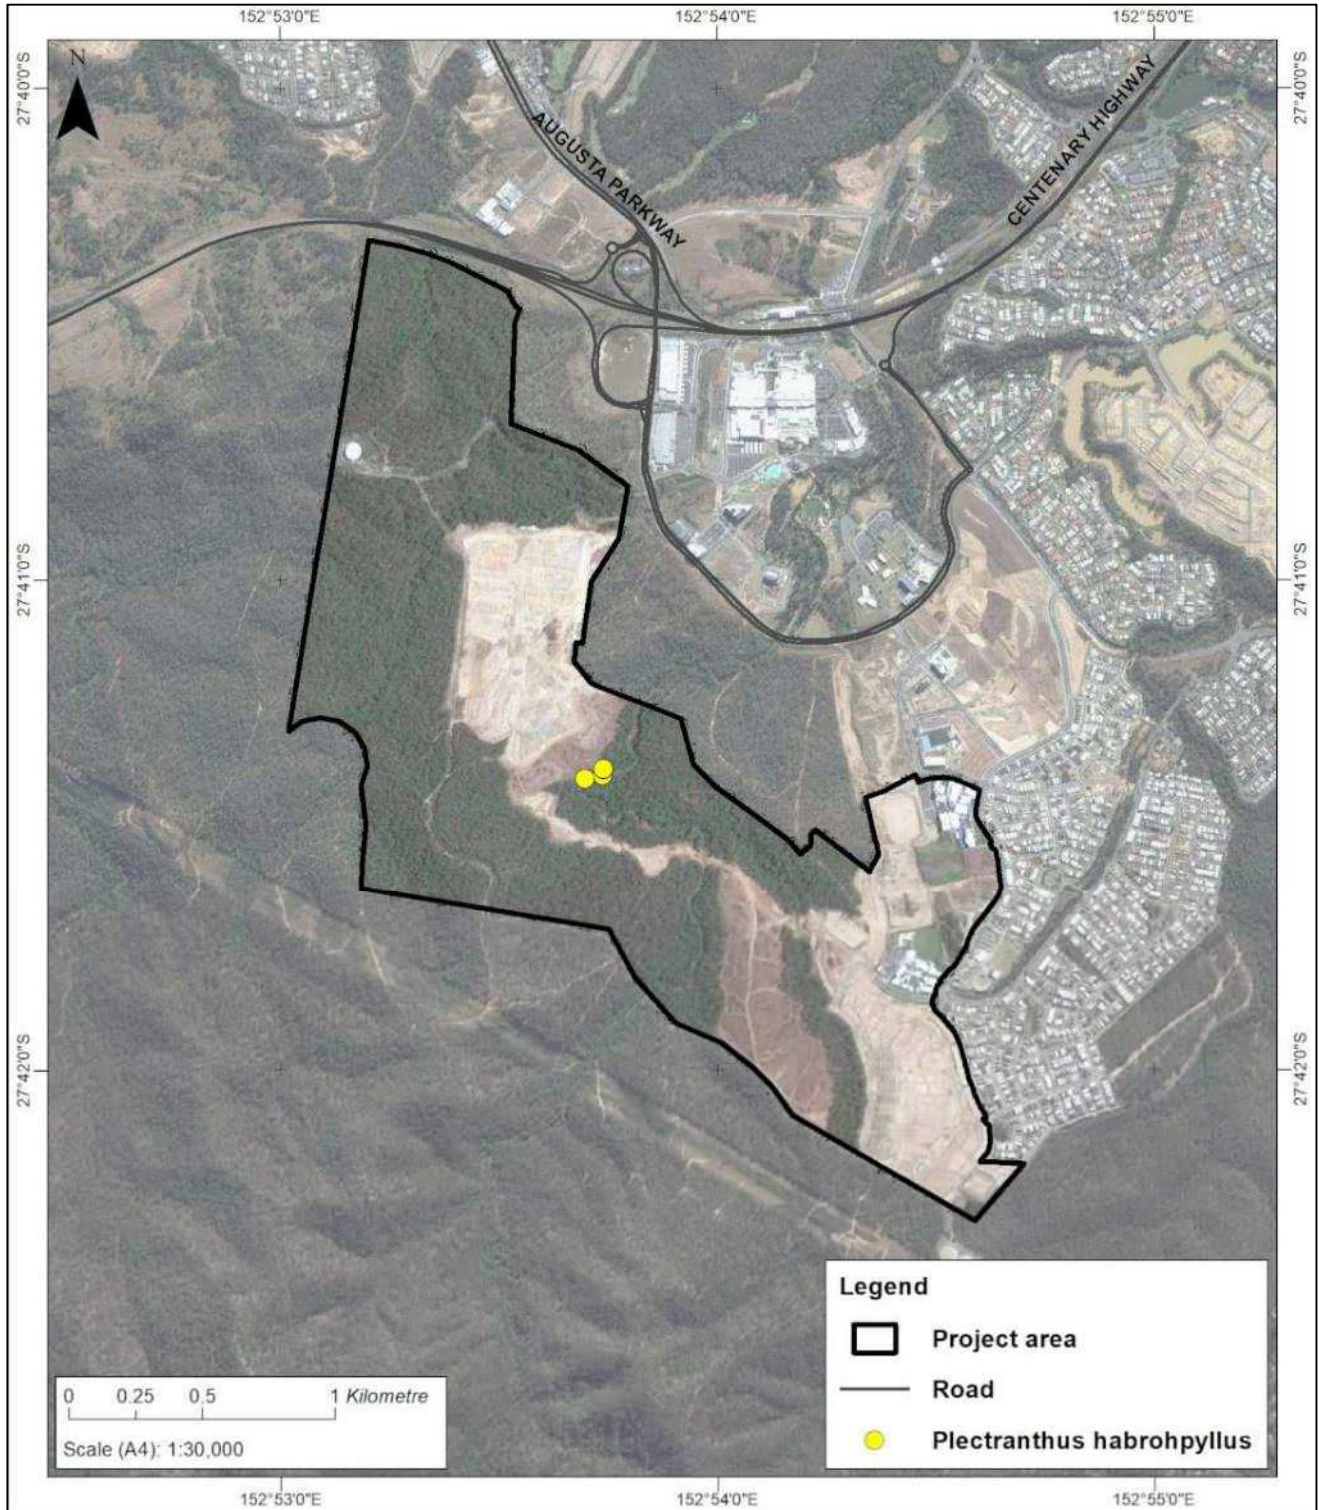 152°53'0"E 152°54'0"E 152°55'0"E
N
27°40'0"S
27°40'0"S
AUGUSTA PARKWAY
CENTENARY HIGHWAY
27°41'0"S
27°41'0"S
27°42'0"S
27°42'0"S
Legend
Project area
Road
Plectranthus habrohpyllus
0 0.25 0.5 1 Kilometre
Scale (A4): 1:30,000
152°53'0"E 152°54'0"E 152°55'0"E